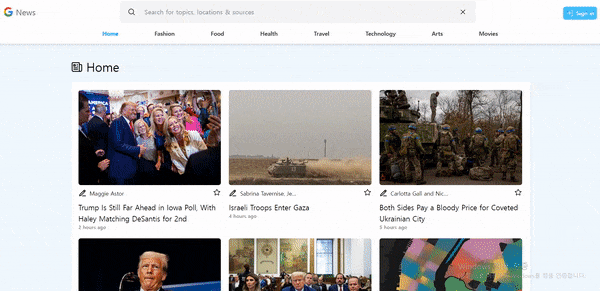 Google News
Search for topics, locations & sources
Sign in
Home
Fashion
Food
Health
Travel
Technology
Arts
Movies
Home
Maggie Astor
Trump Is Still Far Ahead in Iowa Poll, With
Haley Matching DeSantis for 2nd
2 hours ago
Sabrina Tavernise, Je...
Israeli Troops Enter Gaza
4 hours ago
Carlotta Gall and Nic...
Both Sides Pay a Bloody Price for Coveted
Ukrainian City
5 hours ago